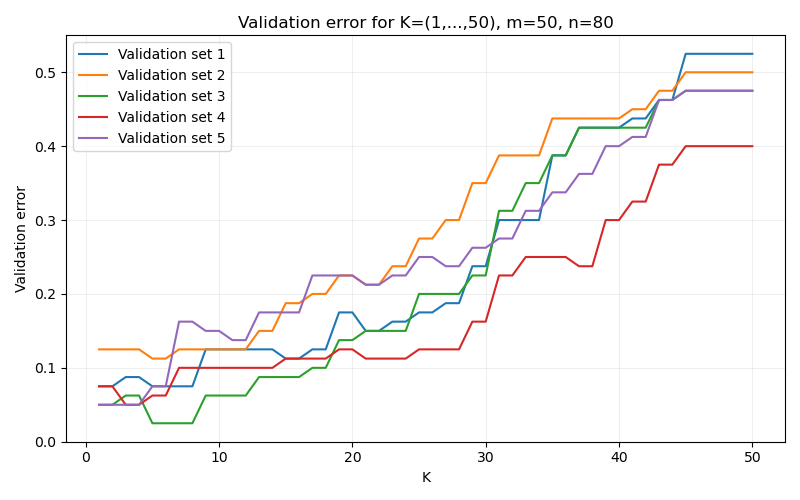 Validation error for K=(1,...,50), m=50, n=80
Validation error
0.5
0.4
0.3
0.2
0.1
0.0
Validation set 1
Validation set 2
Validation set 3
Validation set 4
Validation set 5
0 10 20 30 40 50
K